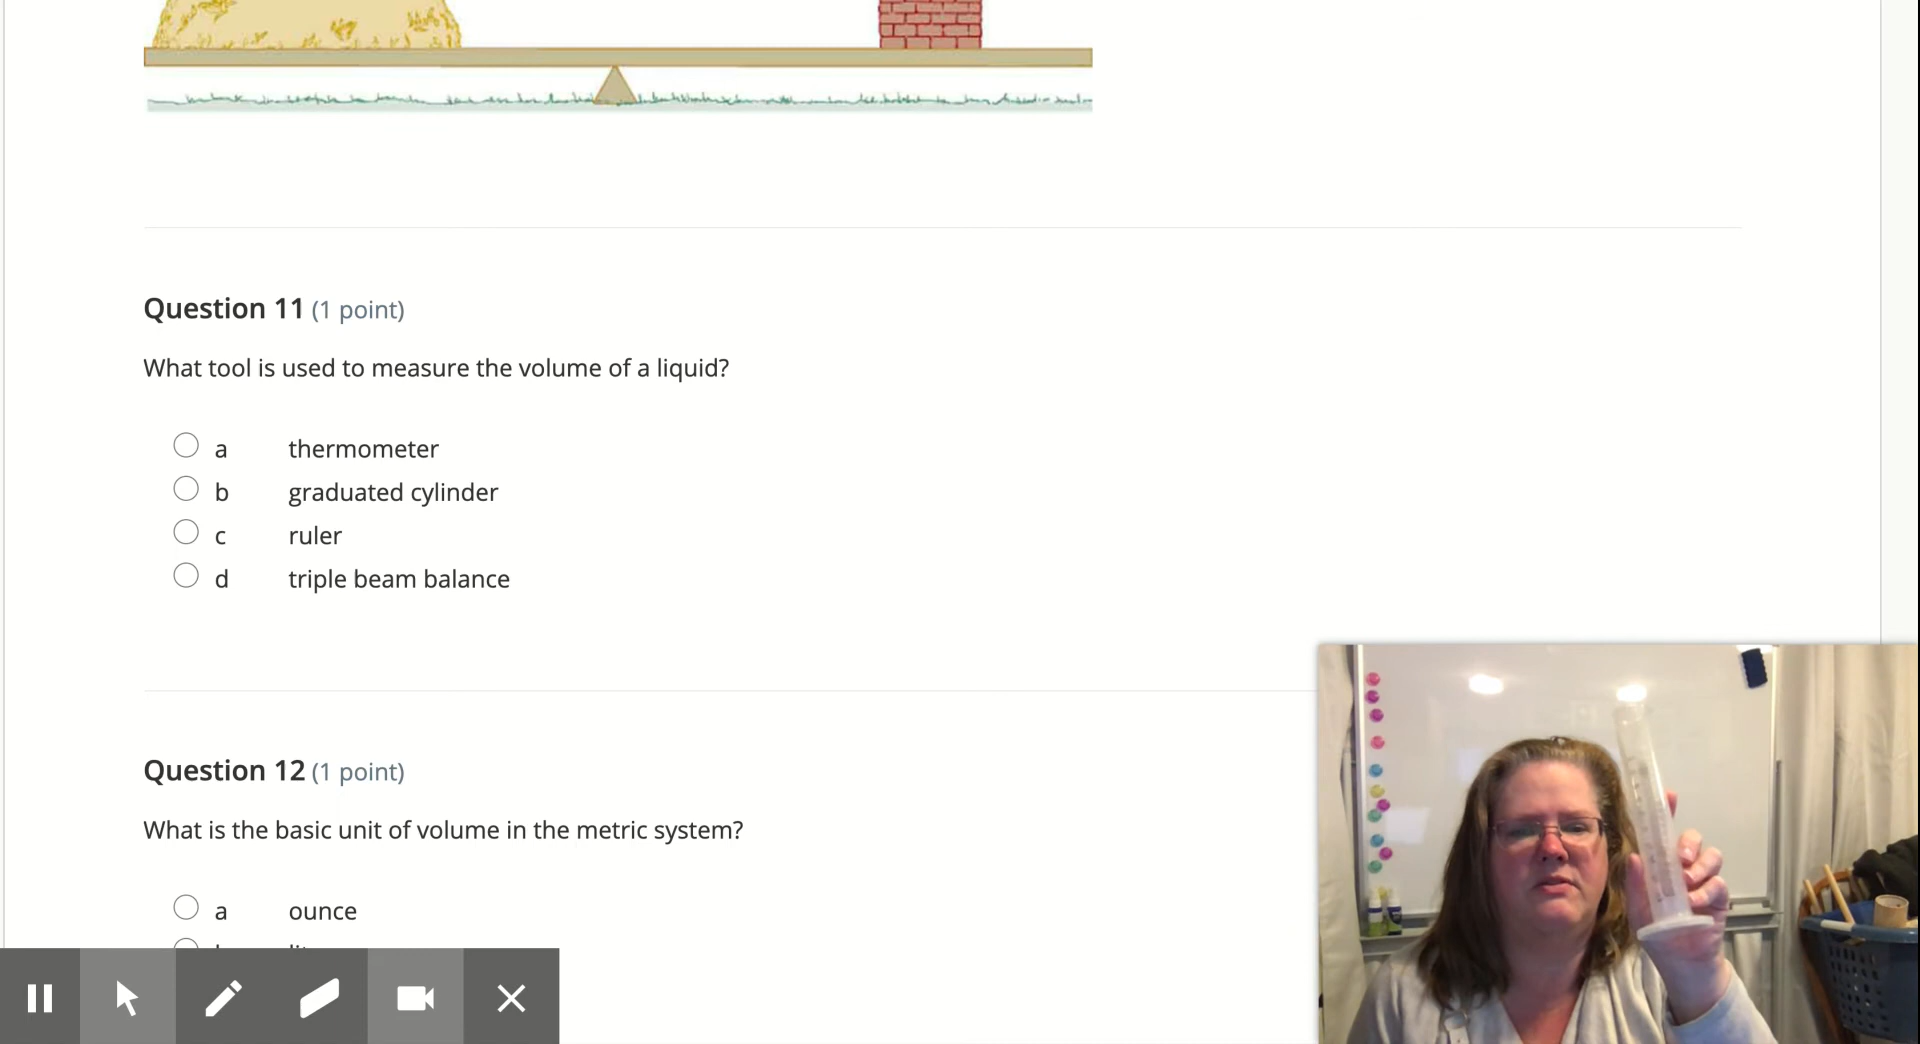 Question 11 (1 point)
What tool is used to measure the volume of a liquid?
a thermometer
b graduated cylinder
c ruler
d triple beam balance
Question 12 (1 point)
What is the basic unit of volume in the metric system?
a ounce